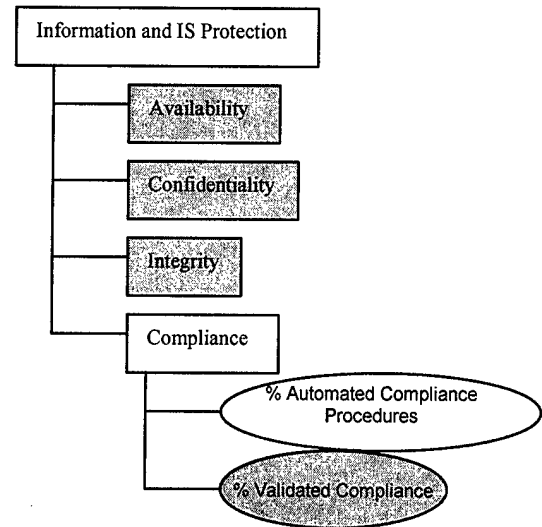 Information and IS Protection
Availability
Confidentiality
Integrity
Compliance
% Automated Compliance
Procedures
% Validated Compliance